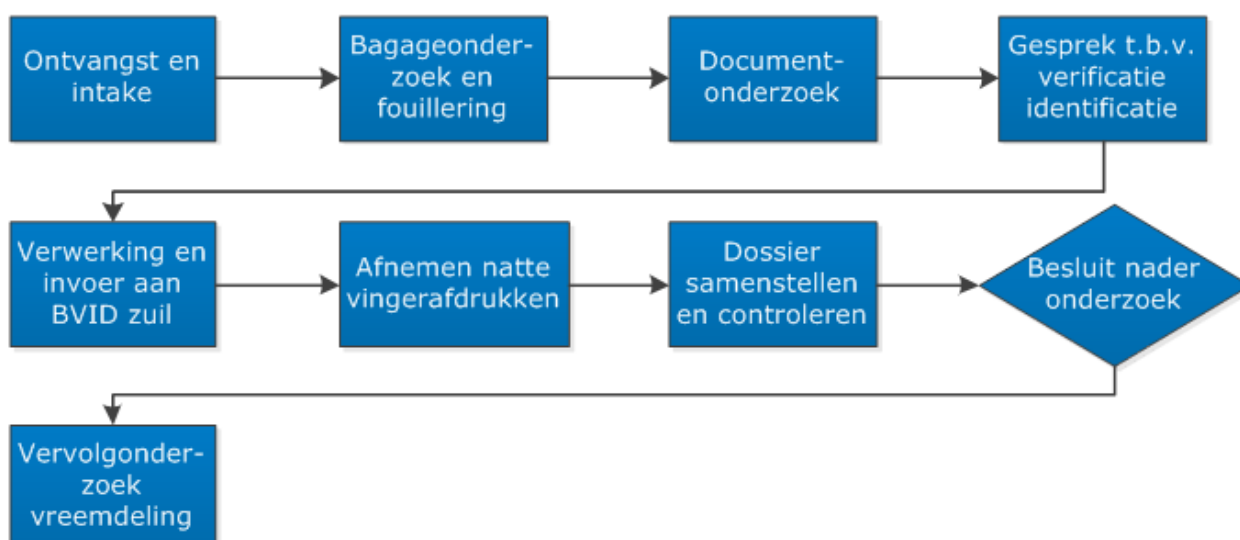 Ontvangst en
intake
Bagageonder-
zoek en
fouillering
Document-
onderzoek
Gesprek t.b.v.
verificatie
identificatie
Verwerking en
invoer aan
BVID zuil
Afnemen natte
vingerafdrukken
Dossier
samenstellen
en controleren
Besluit nader
onderzoek
Vervolgonder-
zoek
vreemdeling